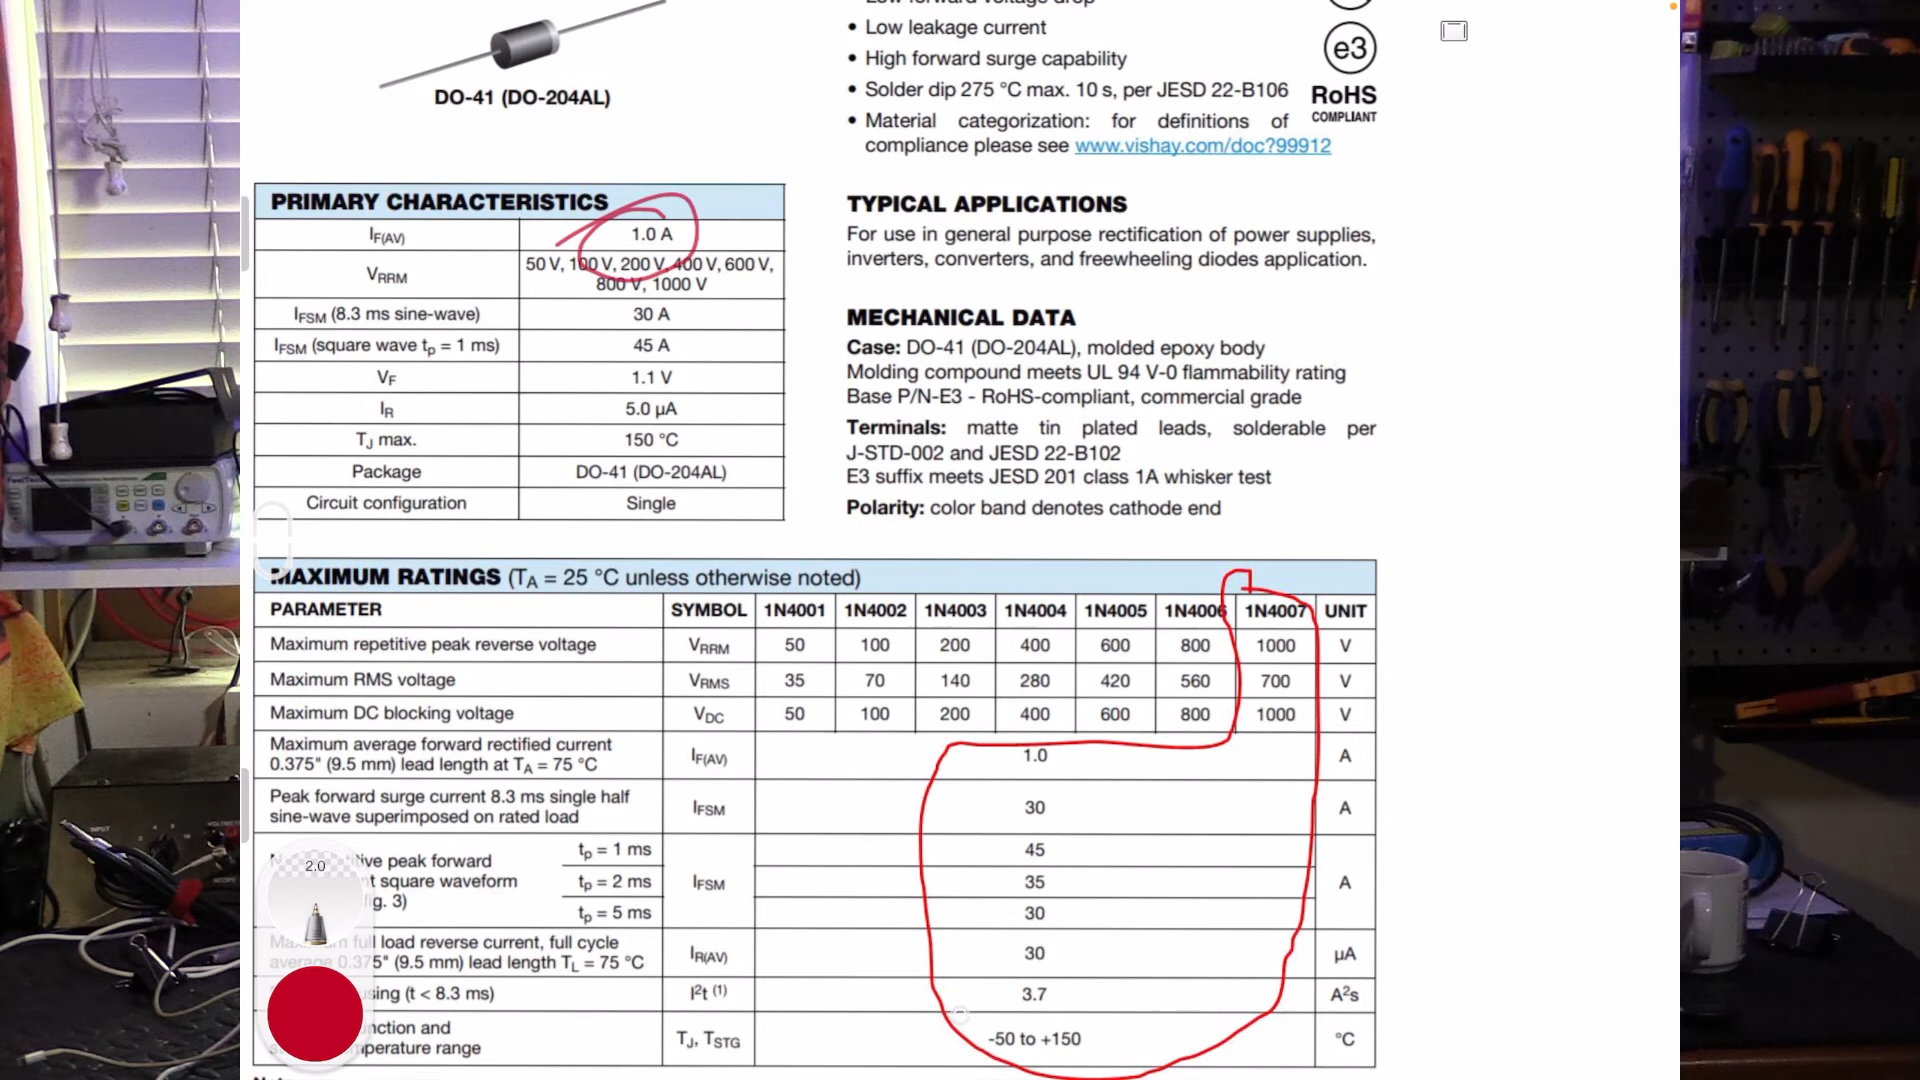 • Low leakage current
• High forward surge capability
• Solder dip 275 °C max. 10 s, per JESD 22-B106
• Material categorization: for definitions of
compliance please see www.vishay.com/doc?99912
e3
RoHS
COMPLIANT
DO-41 (DO-204AL)
PRIMARY CHARACTERISTICS
IF(AV) 1.0 A
VRRM 50 V, 100 V, 200 V, 400 V, 600 V,
800 V, 1000 V
IFSM (8.3 ms sine-wave) 30 A
IFSM (square wave tp = 1 ms) 45 A
VF 1.1 V
IR 5.0 μA
TJ max. 150 °C
Package DO-41 (DO-204AL)
Circuit configuration Single
TYPICAL APPLICATIONS
For use in general purpose rectification of power supplies,
inverters, converters, and freewheeling diodes application.
MECHANICAL DATA
Case: DO-41 (DO-204AL), molded epoxy body
Molding compound meets UL 94 V-0 flammability rating
Base P/N-E3 - RoHS-compliant, commercial grade
Terminals: matte tin plated leads, solderable per
J-STD-002 and JESD 22-B102
E3 suffix meets JESD 201 class 1A whisker test
Polarity: color band denotes cathode end
MAXIMUM RATINGS (TA = 25 °C unless otherwise noted)
PARAMETER SYMBOL 1N4001 1N4002 1N4003 1N4004 1N4005 1N4006 1N4007 UNIT
Maximum repetitive peak reverse voltage VRRM 50 100 200 400 600 800 1000 V
Maximum RMS voltage VRMS 35 70 140 280 420 560 700 V
Maximum DC blocking voltage VDC 50 100 200 400 600 800 1000 V
Maximum average forward rectified current
0.375" (9.5 mm) lead length at TA = 75 °C IF(AV) 1.0 A
Peak forward surge current 8.3 ms single half
sine-wave superimposed on rated load IFSM 30 A
peak forward
square waveform
tp = 1 ms 45
tp = 2 ms IFSM 35 A
tp = 5 ms 30
full load reverse current, full cycle
average 0.375" (9.5 mm) lead length TL = 75 °C IR(AV) 30 μA
(t < 8.3 ms) I²t (1) 3.7 A²s
and
range TJ, TSTG -50 to +150 °C
2.0